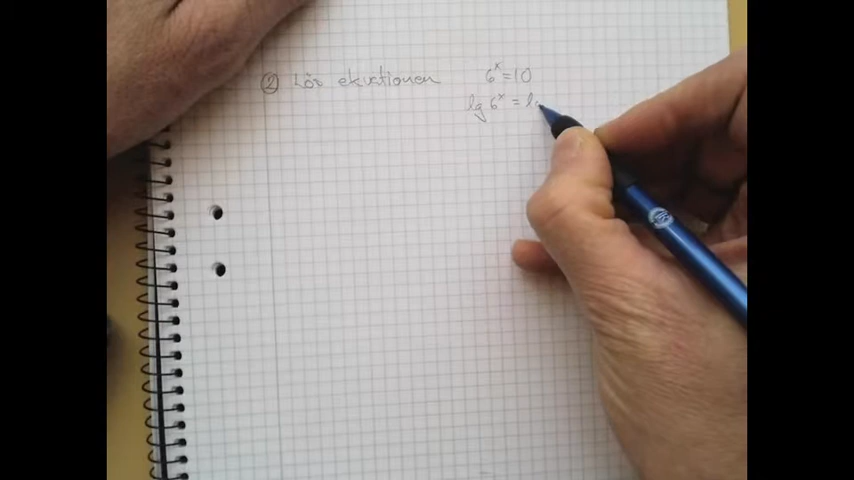 ② Lös ekvationen 6ˣ = 10
lg 6ˣ = l